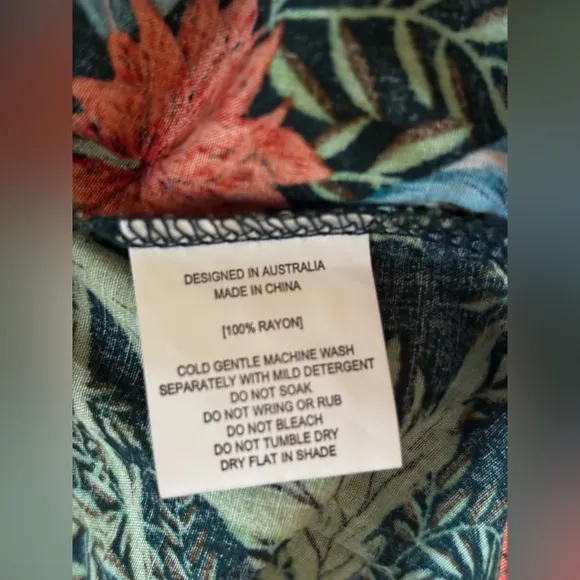 DESIGNED IN AUSTRALIA
MADE IN CHINA
[100% RAYON]
COLD GENTLE MACHINE WASH
SEPARATELY WITH MILD DETERGENT
DO NOT SOAK
DO NOT WRING OR RUB
DO NOT BLEACH
DO NOT TUMBLE DRY
DRY FLAT IN SHADE